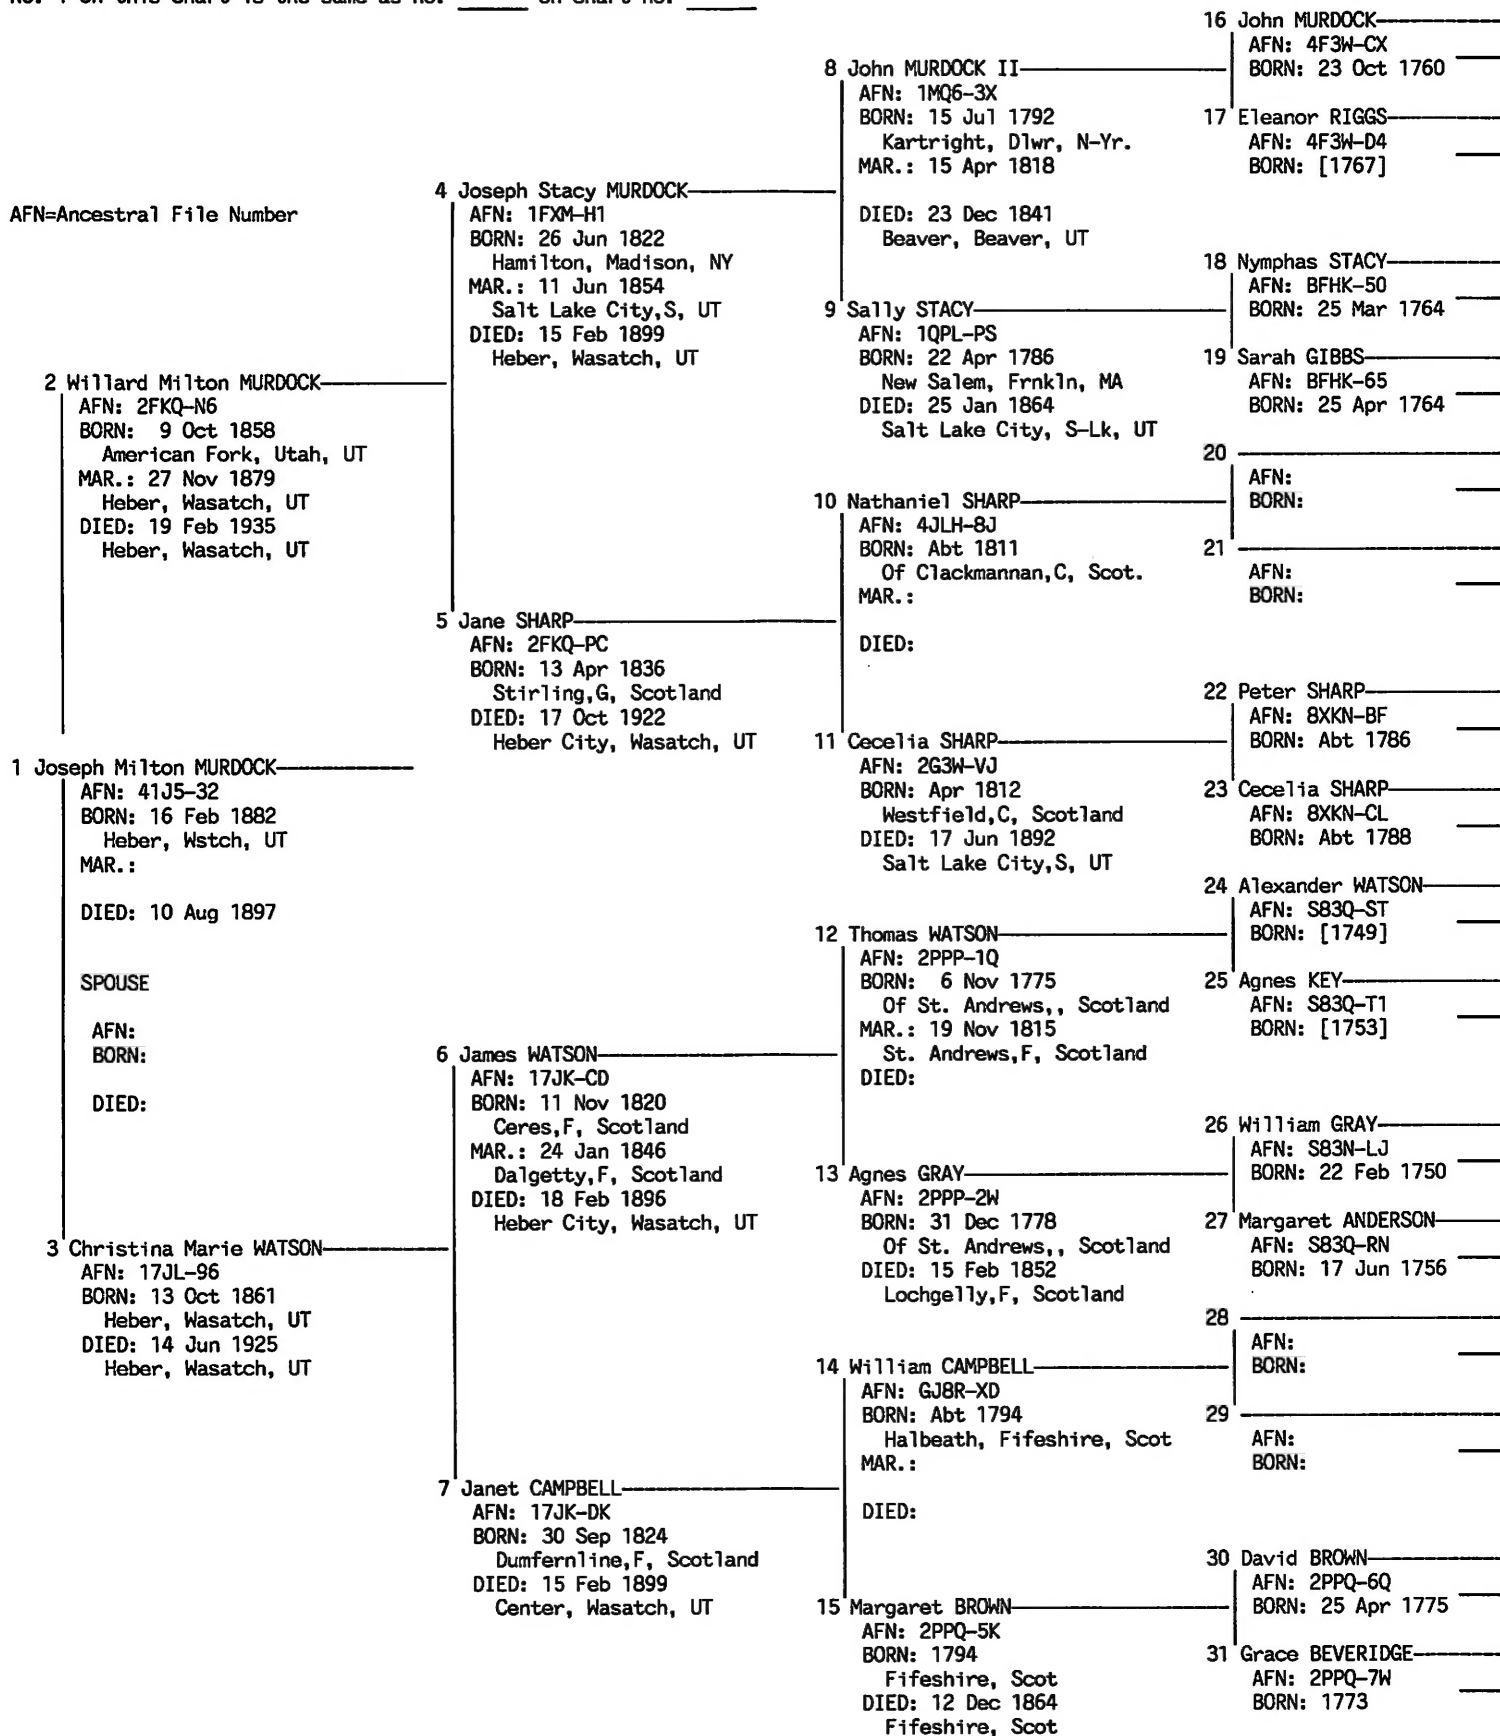 16 John MURDOCK
AFN: 4F3W-CX
BORN: 23 Oct 1760
8 John MURDOCK II
AFN: 1MQ6-3X
BORN: 15 Jul 1792
Kartright, Dlwr, N-Yr.
MAR.: 15 Apr 1818
DIED: 23 Dec 1841
Beaver, Beaver, UT
17 Eleanor RIGGS
AFN: 4F3W-D4
BORN: [1767]
4 Joseph Stacy MURDOCK
AFN: 1FXM-H1
BORN: 26 Jun 1822
Hamilton, Madison, NY
MAR.: 11 Jun 1854
Salt Lake City,S, UT
DIED: 15 Feb 1899
Heber, Wasatch, UT
AFN=Ancestral File Number
18 Nymphas STACY
AFN: BFHK-50
BORN: 25 Mar 1764
9 Sally STACY
AFN: 1QPL-PS
BORN: 22 Apr 1786
New Salem, Frnkln, MA
DIED: 25 Jan 1864
Salt Lake City, S-Lk, UT
19 Sarah GIBBS
AFN: BFHK-65
BORN: 25 Apr 1764
2 Willard Milton MURDOCK
AFN: 2FKQ-N6
BORN: 9 Oct 1858
American Fork, Utah, UT
MAR.: 27 Nov 1879
Heber, Wasatch, UT
DIED: 19 Feb 1935
Heber, Wasatch, UT
20
AFN:
BORN:
10 Nathaniel SHARP
AFN: 4JLH-8J
BORN: Abt 1811
Of Clackmannan,C, Scot.
MAR.:
DIED:
21
AFN:
BORN:
5 Jane SHARP
AFN: 2FKQ-PC
BORN: 13 Apr 1836
Stirling,G, Scotland
DIED: 17 Oct 1922
Heber City, Wasatch, UT
22 Peter SHARP
AFN: 8XKN-BF
BORN: Abt 1786
11 Cecelia SHARP
AFN: 2G3W-VJ
BORN: Apr 1812
Westfield,C, Scotland
DIED: 17 Jun 1892
Salt Lake City,S, UT
23 Cecelia SHARP
AFN: 8XKN-CL
BORN: Abt 1788
1 Joseph Milton MURDOCK
AFN: 41J5-32
BORN: 16 Feb 1882
Heber, Wstch, UT
MAR.:
DIED: 10 Aug 1897
SPOUSE
AFN:
BORN:
DIED:
24 Alexander WATSON
AFN: S83Q-ST
BORN: [1749]
12 Thomas WATSON
AFN: 2PPP-1Q
BORN: 6 Nov 1775
Of St. Andrews,, Scotland
MAR.: 19 Nov 1815
St. Andrews,F, Scotland
DIED:
25 Agnes KEY
AFN: S83Q-T1
BORN: [1753]
6 James WATSON
AFN: 17JK-CD
BORN: 11 Nov 1820
Ceres,F, Scotland
MAR.: 24 Jan 1846
Dalgetty,F, Scotland
DIED: 18 Feb 1896
Heber City, Wasatch, UT
26 William GRAY
AFN: S83N-LJ
BORN: 22 Feb 1750
13 Agnes GRAY
AFN: 2PPP-2W
BORN: 31 Dec 1778
Of St. Andrews,, Scotland
DIED: 15 Feb 1852
Lochgelly,F, Scotland
27 Margaret ANDERSON
AFN: S83Q-RN
BORN: 17 Jun 1756
3 Christina Marie WATSON
AFN: 17JL-96
BORN: 13 Oct 1861
Heber, Wasatch, UT
DIED: 14 Jun 1925
Heber, Wasatch, UT
28
AFN:
BORN:
14 William CAMPBELL
AFN: GJ8R-XD
BORN: Abt 1794
Halbeath, Fifeshire, Scot
MAR.:
DIED:
29
AFN:
BORN:
7 Janet CAMPBELL
AFN: 17JK-DK
BORN: 30 Sep 1824
Dumfernline,F, Scotland
DIED: 15 Feb 1899
Center, Wasatch, UT
30 David BROWN
AFN: 2PPQ-6Q
BORN: 25 Apr 1775
15 Margaret BROWN
AFN: 2PPQ-5K
BORN: 1794
Fifeshire, Scot
DIED: 12 Dec 1864
Fifeshire, Scot
31 Grace BEVERIDGE
AFN: 2PPQ-7W
BORN: 1773